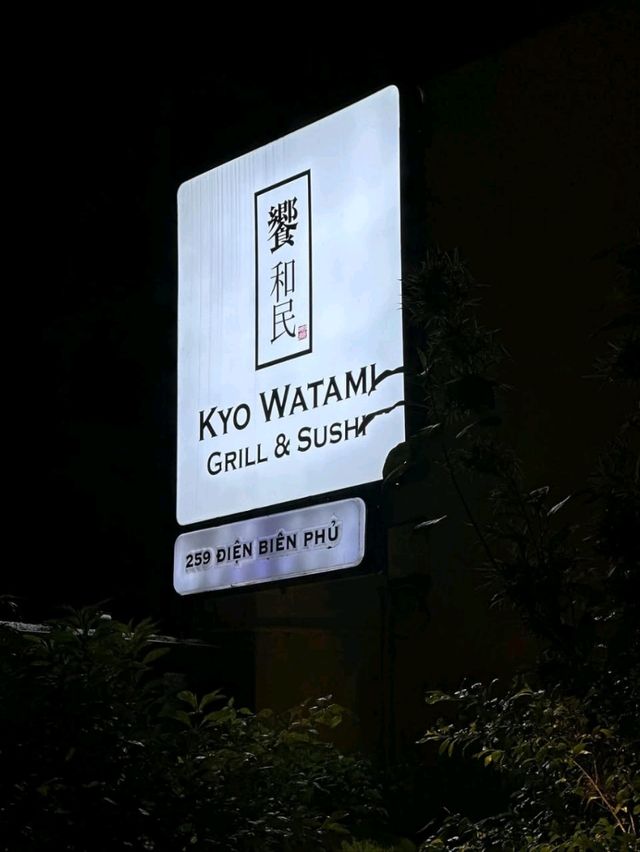 饗
和民
KYO WATAMI
GRILL & SUSHI
259 ĐIỆN BIÊN PHỦ